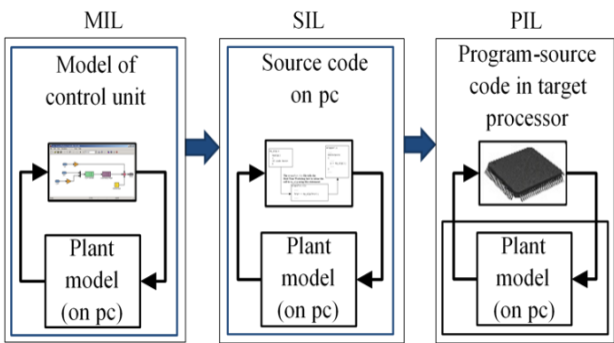 MIL
Model of
control unit
Plant
model
(on pc)
SIL
Source code
on pc
Plant
model
(on pc)
PIL
Program-source
code in target
processor
Plant
model
(on pc)